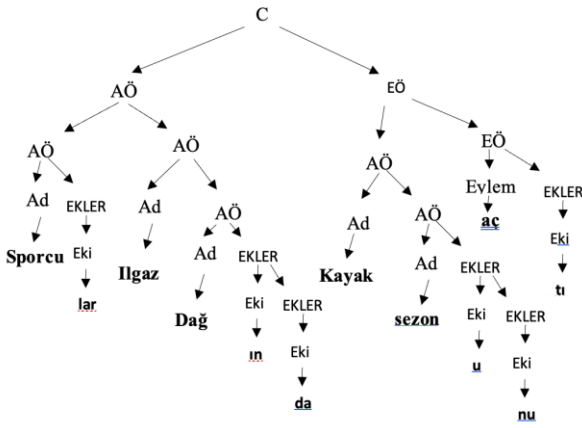 C
AÖ EÖ
AÖ AÖ EÖ
AÖ
Eylem EKLER
Ad EKLER Ad AÖ Ad AÖ aç
Eki
Sporcu Eki Ilgaz Ad EKLER Kayak Ad EKLER
tı
lar Dağ Eki EKLER sezon Eki EKLER
ın Eki u Eki
da nu